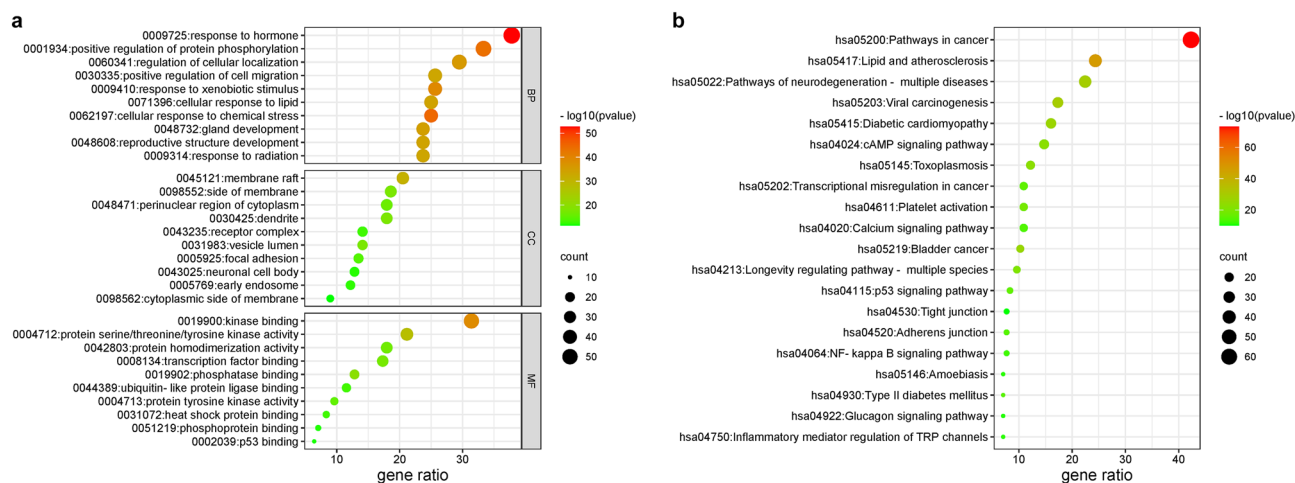 a
0009725:response to hormone
0001934:positive regulation of protein phosphorylation
0060341:regulation of cellular localization
0030335:positive regulation of cell migration
0009410:response to xenobiotic stimulus
0071396:cellular response to lipid
0062197:cellular response to chemical stress
0048732:gland development
0048608:reproductive structure development
0009314:response to radiation
BP
0045121:membrane raft
0098552:side of membrane
0048471:perinuclear region of cytoplasm
0030425:dendrite
0043235:receptor complex
0031983:vesicle lumen
0005925:focal adhesion
0043025:neuronal cell body
0005769:early endosome
0098562:cytoplasmic side of membrane
CC
0019900:kinase binding
0004712:protein serine/threonine/tyrosine kinase activity
0042803:protein homodimerization activity
0008134:transcription factor binding
0019902:phosphatase binding
0044389:ubiquitin- like protein ligase binding
0004713:protein tyrosine kinase activity
0031072:heat shock protein binding
0051219:phosphoprotein binding
0002039:p53 binding
MF
10 20 30
gene ratio
- log10(pvalue)
50
40
30
20
count
10
20
30
40
50
b
hsa05200:Pathways in cancer
hsa05417:Lipid and atherosclerosis
hsa05022:Pathways of neurodegeneration - multiple diseases
hsa05203:Viral carcinogenesis
hsa05415:Diabetic cardiomyopathy
hsa04024:cAMP signaling pathway
hsa05145:Toxoplasmosis
hsa05202:Transcriptional misregulation in cancer
hsa04611:Platelet activation
hsa04020:Calcium signaling pathway
hsa05219:Bladder cancer
hsa04213:Longevity regulating pathway - multiple species
hsa04115:p53 signaling pathway
hsa04530:Tight junction
hsa04520:Adherens junction
hsa04064:NF- kappa B signaling pathway
hsa05146:Amoebiasis
hsa04930:Type II diabetes mellitus
hsa04922:Glucagon signaling pathway
hsa04750:Inflammatory mediator regulation of TRP channels
10 20 30 40
gene ratio
- log10(pvalue)
60
40
20
count
20
30
40
50
60